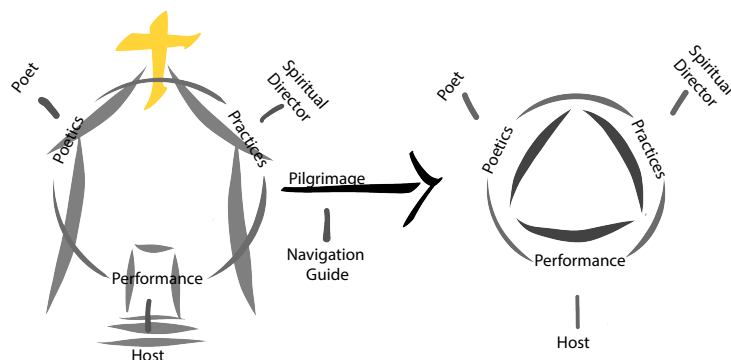 Poet
Spiritual
Director
Poetics
Practices
Pilgrimage
Navigation
Guide
Performance
Host
Poet
Spiritual
Director
Poetics
Practices
Performance
Host